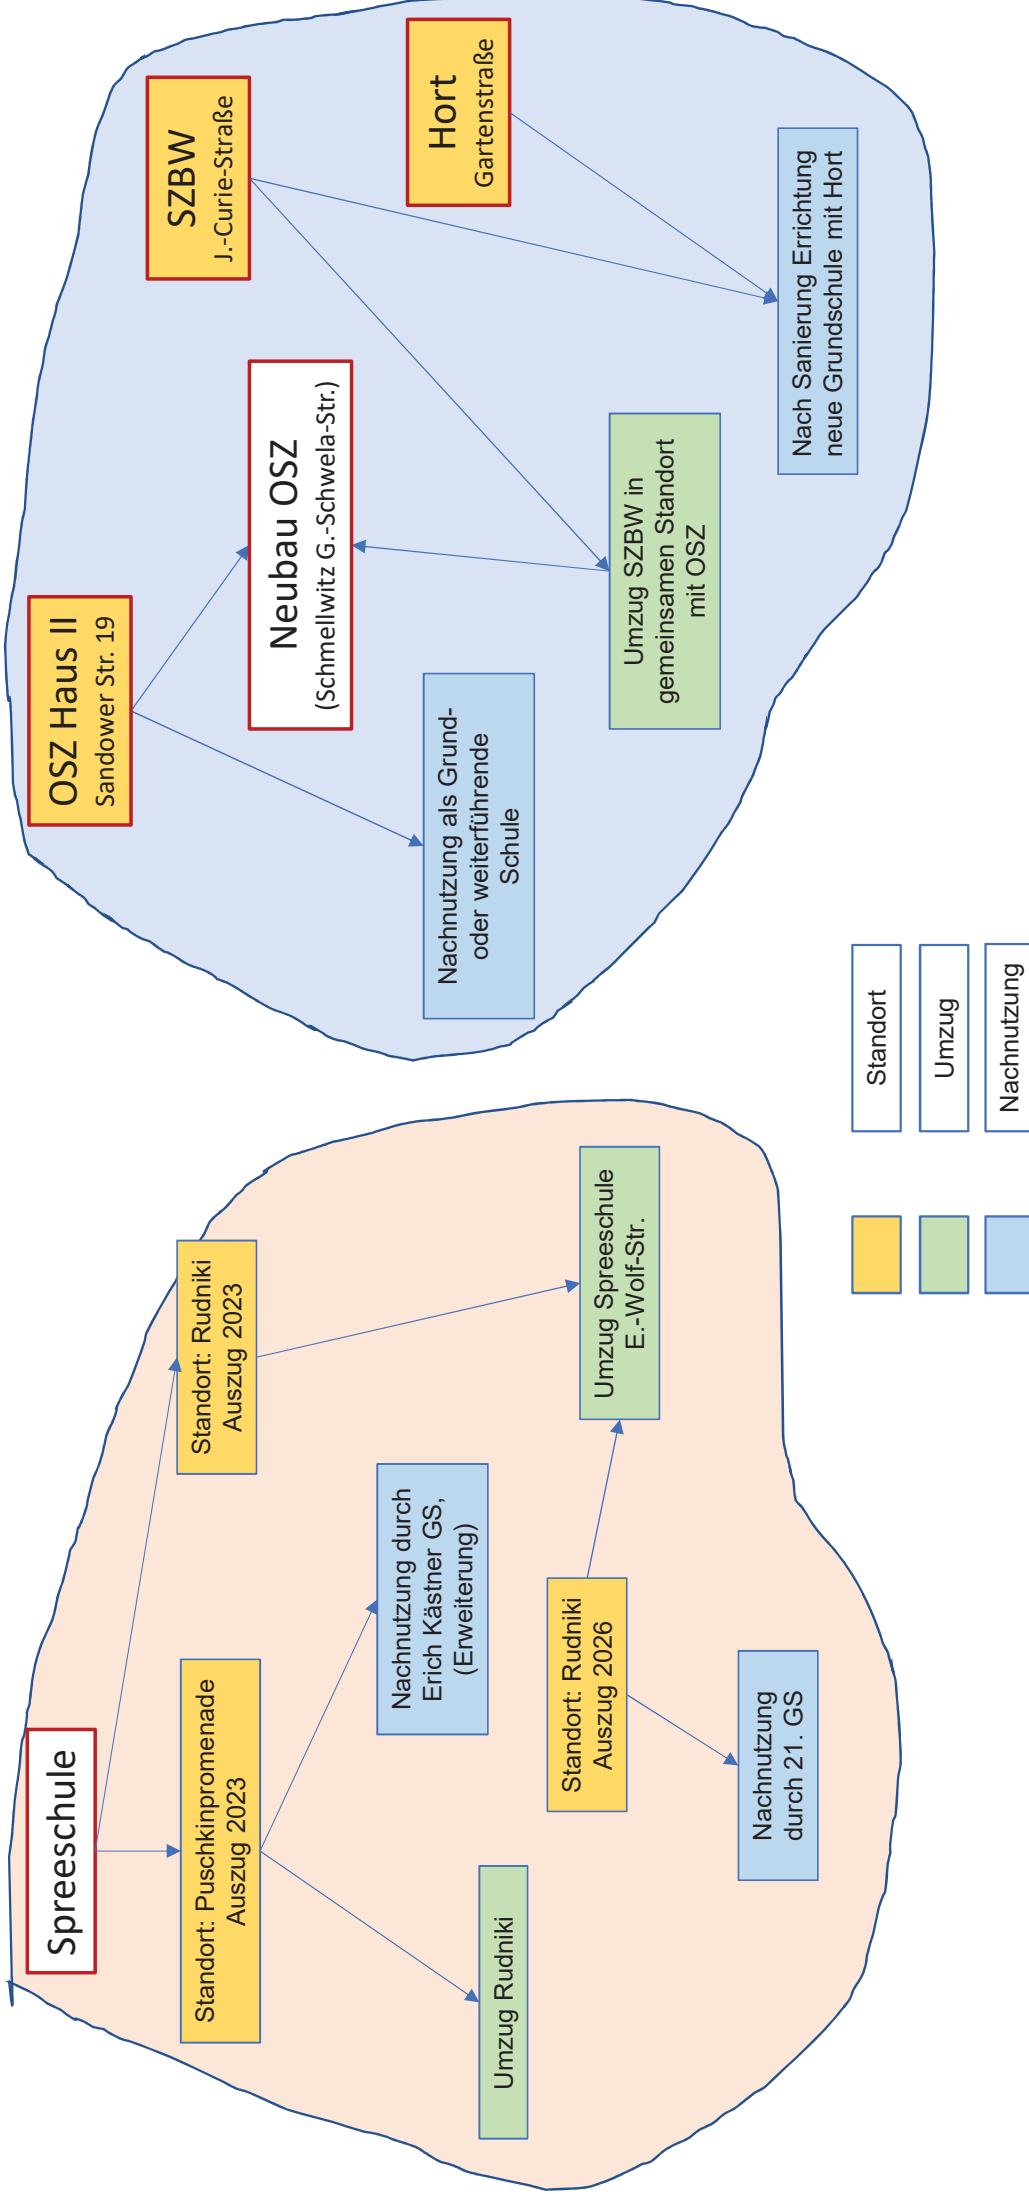 Spreeschule
Standort: Puschkinpromenade
Auszug 2023
Standort: Rudniki
Auszug 2023
Nachnutzung durch
Erich Kästner GS,
(Erweiterung)
Umzug Rudniki
Standort: Rudniki
Auszug 2026
Umzug Spreeschule
E.-Wolf-Str.
Nachnutzung
durch 21. GS
OSZ Haus II
Sandower Str. 19
SZBW
J.-Curie-Straße
Neubau OSZ
(Schmellwitz G.-Schwela-Str.)
Hort
Gartenstraße
Nachnutzung als Grund-
oder weiterführende
Schule
Umzug SZBW in
gemeinsamen Standort
mit OSZ
Nach Sanierung Errichtung
neue Grundschule mit Hort
Standort
Umzug
Nachnutzung